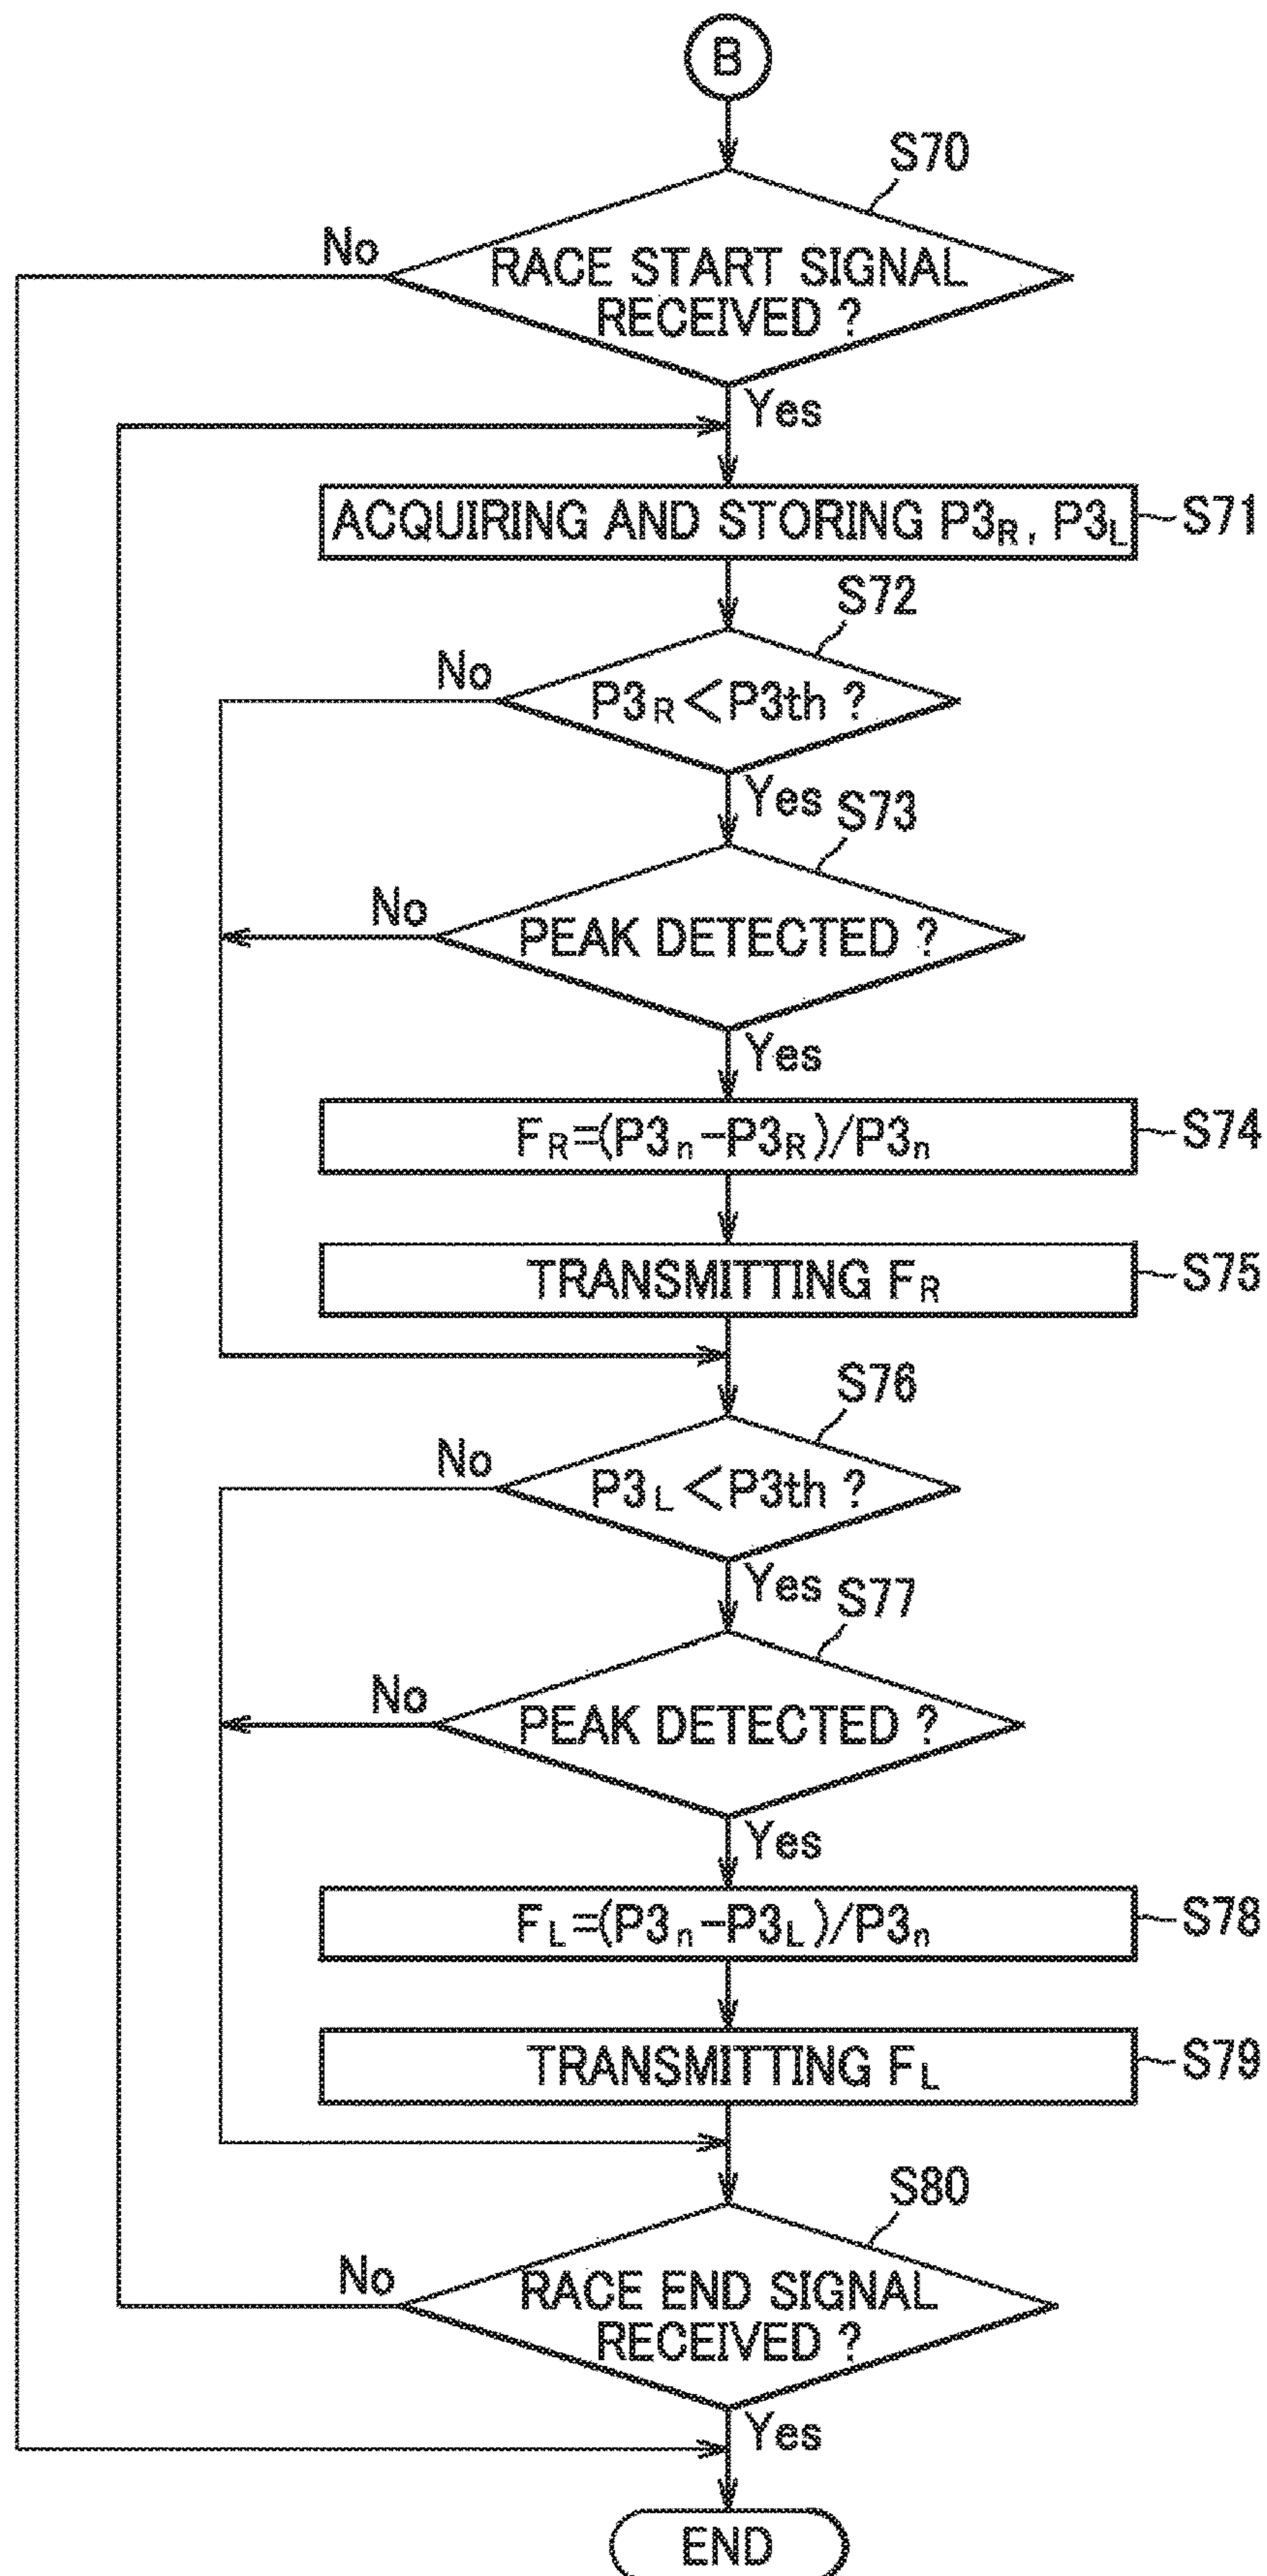 B
S70
No
RACE START SIGNAL
RECEIVED ?
Yes
ACQUIRING AND STORING P3R, P3L
S71
S72
No
P3R<P3th ?
Yes
S73
No
PEAK DETECTED ?
Yes
FR=(P3n-P3R)/P3n
S74
TRANSMITTING FR
S75
S76
No
P3L<P3th ?
Yes
S77
No
PEAK DETECTED ?
Yes
FL=(P3n-P3L)/P3n
S78
TRANSMITTING FL
S79
S80
No
RACE END SIGNAL
RECEIVED ?
Yes
END